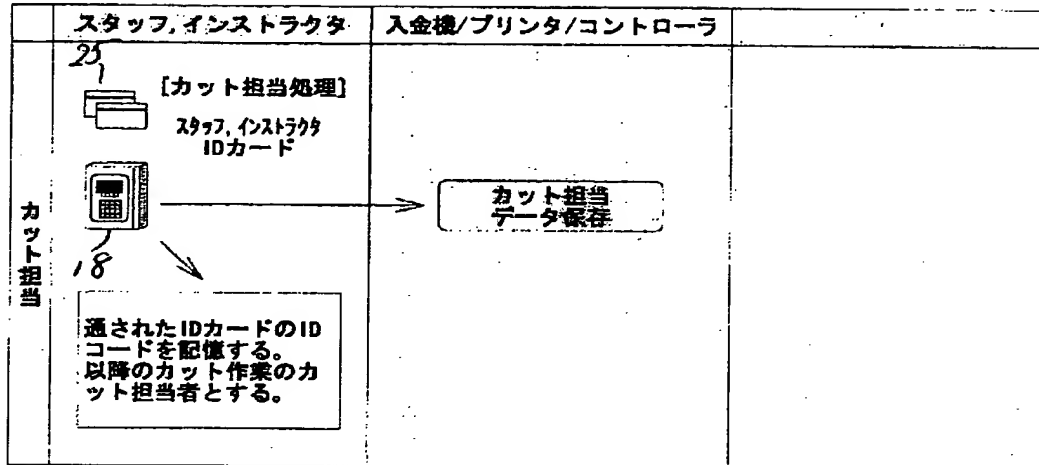 スタッフ,インストラクタ
入金機/プリンタ/コントローラ
25
[カット担当処理]
スタッフ,インストラクタ
IDカード
カット担当
データ保存
カット担当
18
通されたIDカードのID
コードを記憶する。
以降のカット作業のカ
ット担当者とする。